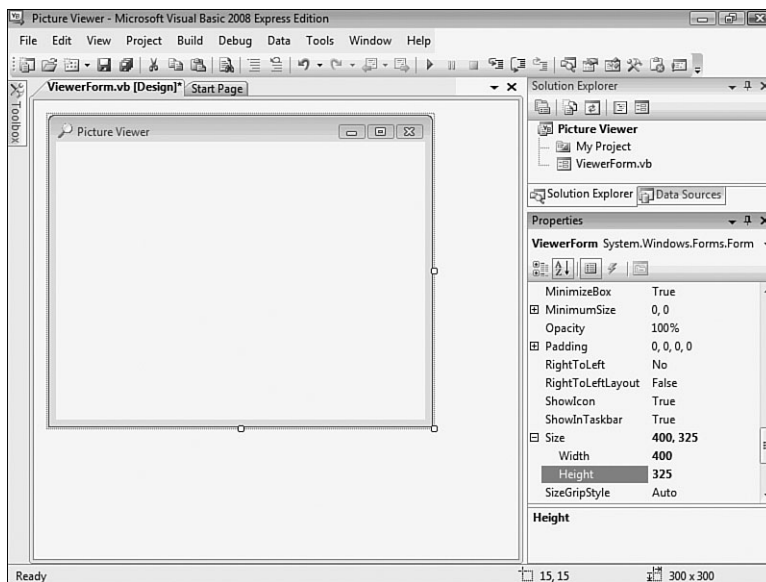 Picture Viewer - Microsoft Visual Basic 2008 Express Edition
File Edit View Project Build Debug Data Tools Window Help
Toolbox
ViewerForm.vb [Design]* Start Page
Picture Viewer
Solution Explorer
Picture Viewer
My Project
ViewerForm.vb
Solution Explorer Data Sources
Properties
ViewerForm System.Windows.Forms.Form
MinimizeBox True
MinimumSize 0, 0
Opacity 100%
Padding 0, 0, 0, 0
RightToLeft No
RightToLeftLayout False
ShowIcon True
ShowInTaskbar True
Size 400, 325
Width 400
Height 325
SizeGripStyle Auto
Height
Ready 15, 15 300 x 300